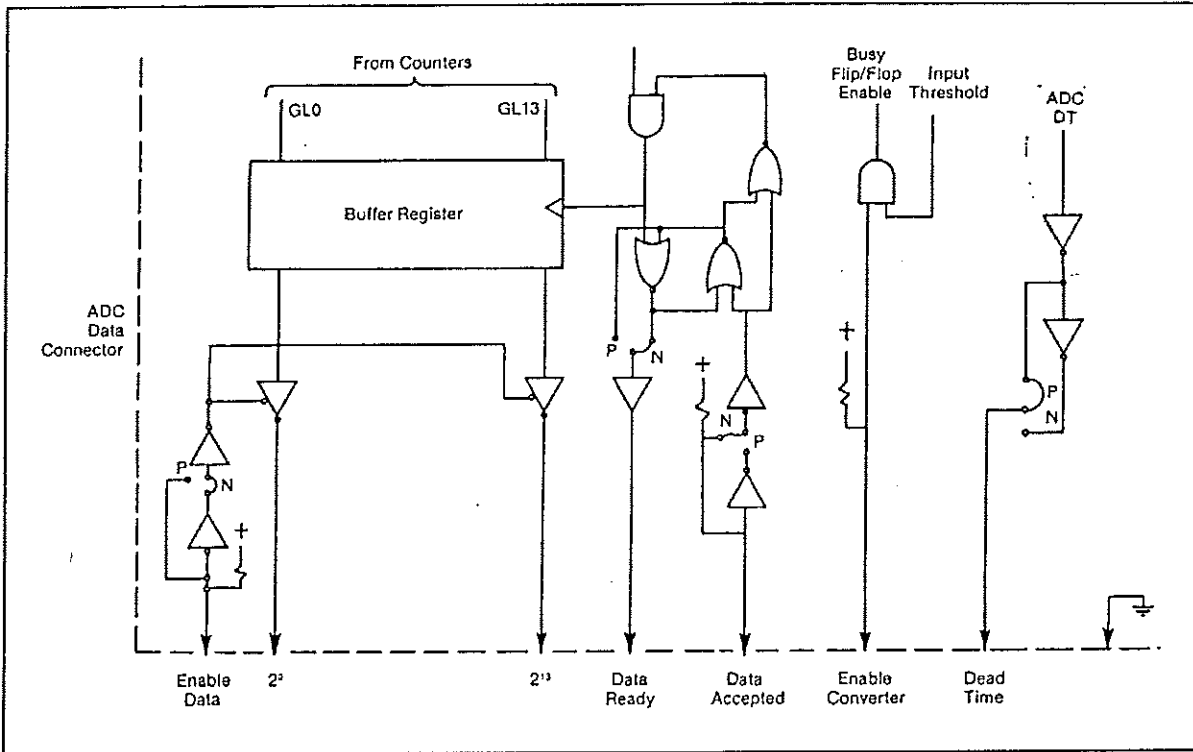 From Counters
GL0
GL13
Busy
Flip/Flop
Enable
Input
Threshold
ADC
DT
Buffer Register
ADC
Data
Connector
P
N
+
P
N
+
N
P
+
P
N
Enable
Data
2³
2¹³
Data
Ready
Data
Accepted
Enable
Converter
Dead
Time